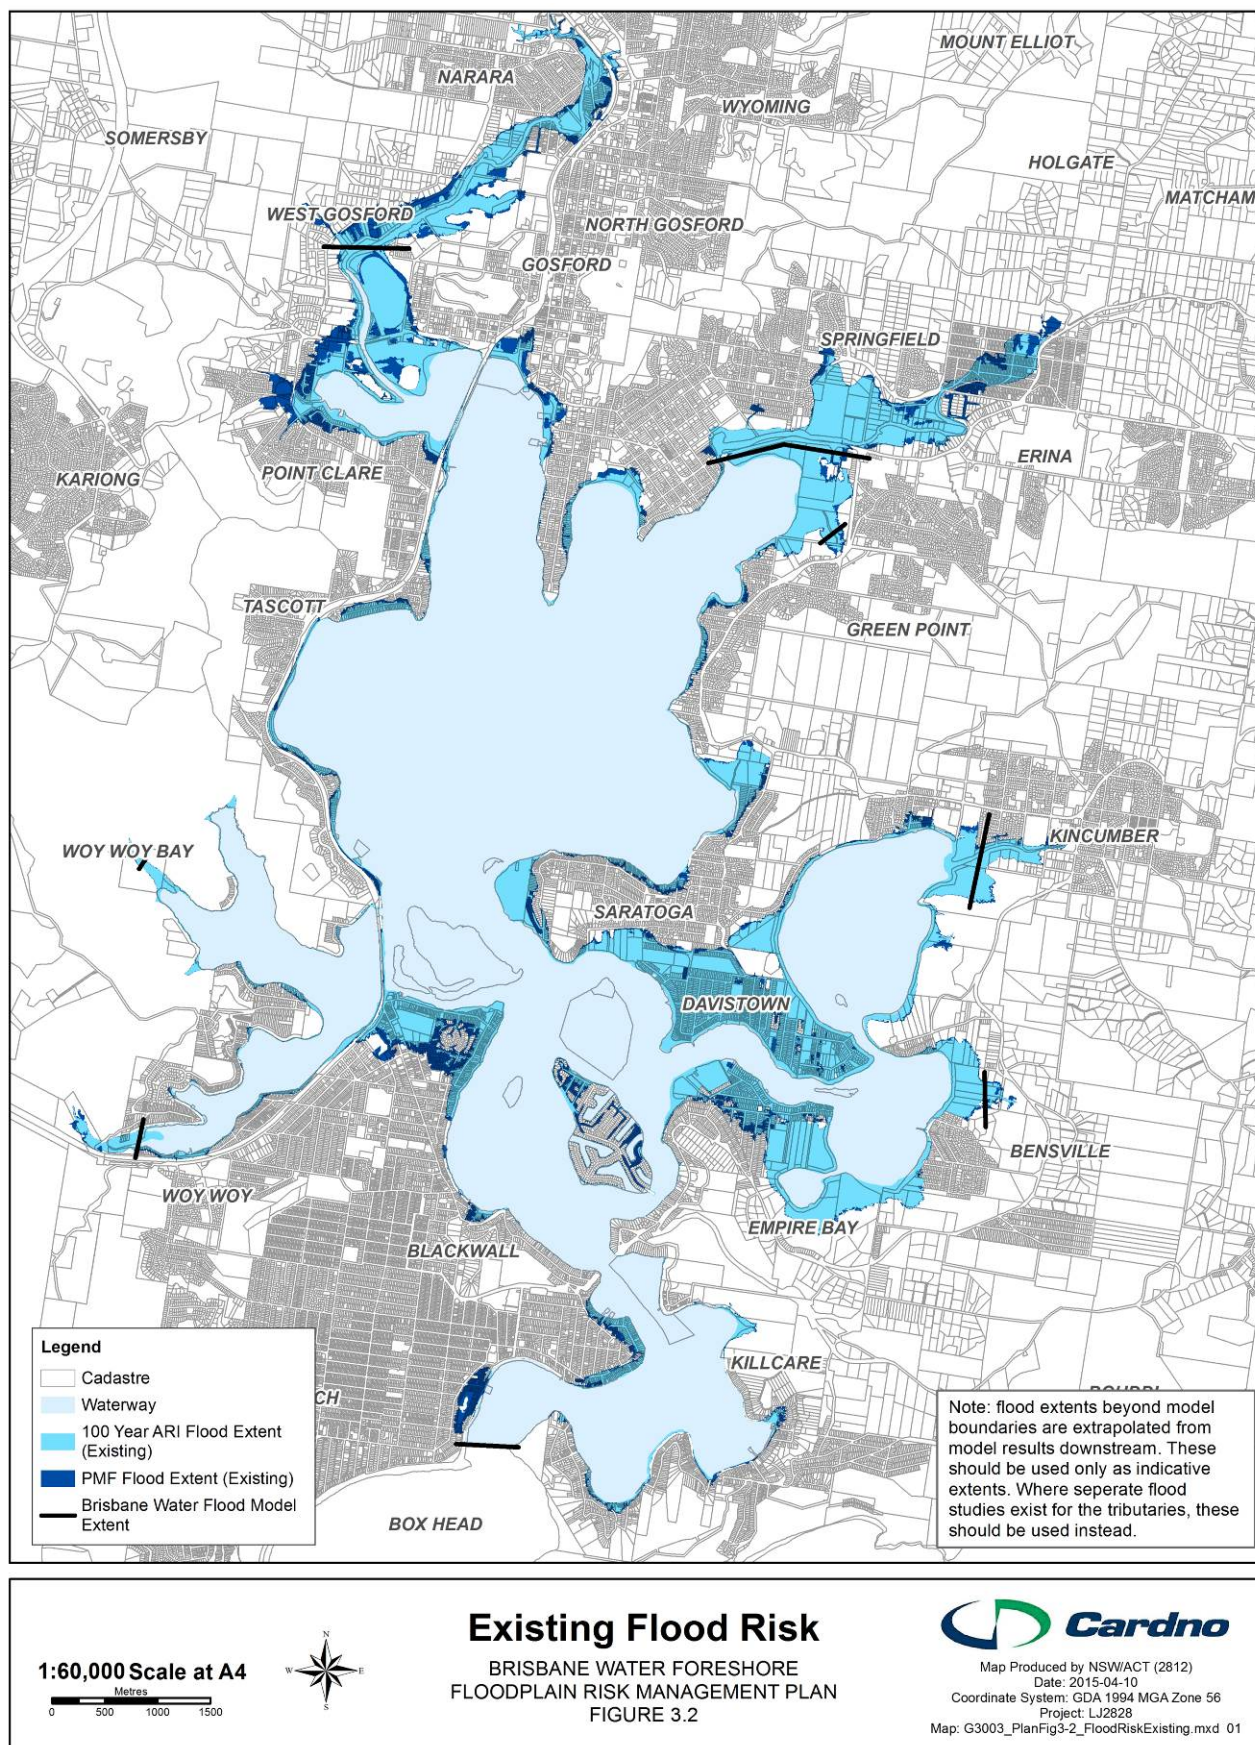 MOUNT ELLIOT
NARARA
WYOMING
SOMERSBY
HOLGATE
MATCHAM
WEST GOSFORD
NORTH GOSFORD
GOSFORD
SPRINGFIELD
ERINA
KARIONG
POINT CLARE
TASCOTT
GREEN POINT
KINCUMBER
WOY WOY BAY
SARATOGA
DAVISTOWN
BENSVILLE
WOY WOY
EMPIRE BAY
BLACKWALL
KILLCARE
CH
BOX HEAD
Legend
Cadastre
Waterway
100 Year ARI Flood Extent
(Existing)
PMF Flood Extent (Existing)
Brisbane Water Flood Model
Extent
Note: flood extents beyond model
boundaries are extrapolated from
model results downstream. These
should be used only as indicative
extents. Where seperate flood
studies exist for the tributaries, these
should be used instead.
1:60,000 Scale at A4
Metres
0 500 1000 1500
N
W E
S
Existing Flood Risk
BRISBANE WATER FORESHORE
FLOODPLAIN RISK MANAGEMENT PLAN
FIGURE 3.2
Cardno
Map Produced by NSW/ACT (2812)
Date: 2015-04-10
Coordinate System: GDA 1994 MGA Zone 56
Project: LJ2828
Map: G3003_PlanFig3-2_FloodRiskExisting.mxd 01